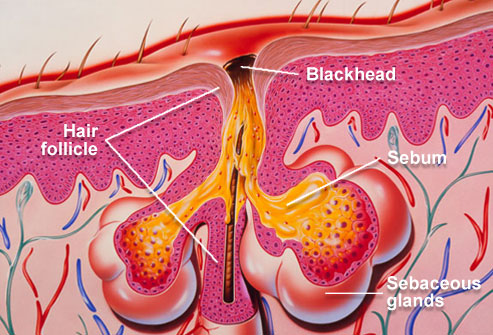 Blackhead
Hair
follicle
Sebum
Sebaceous
glands